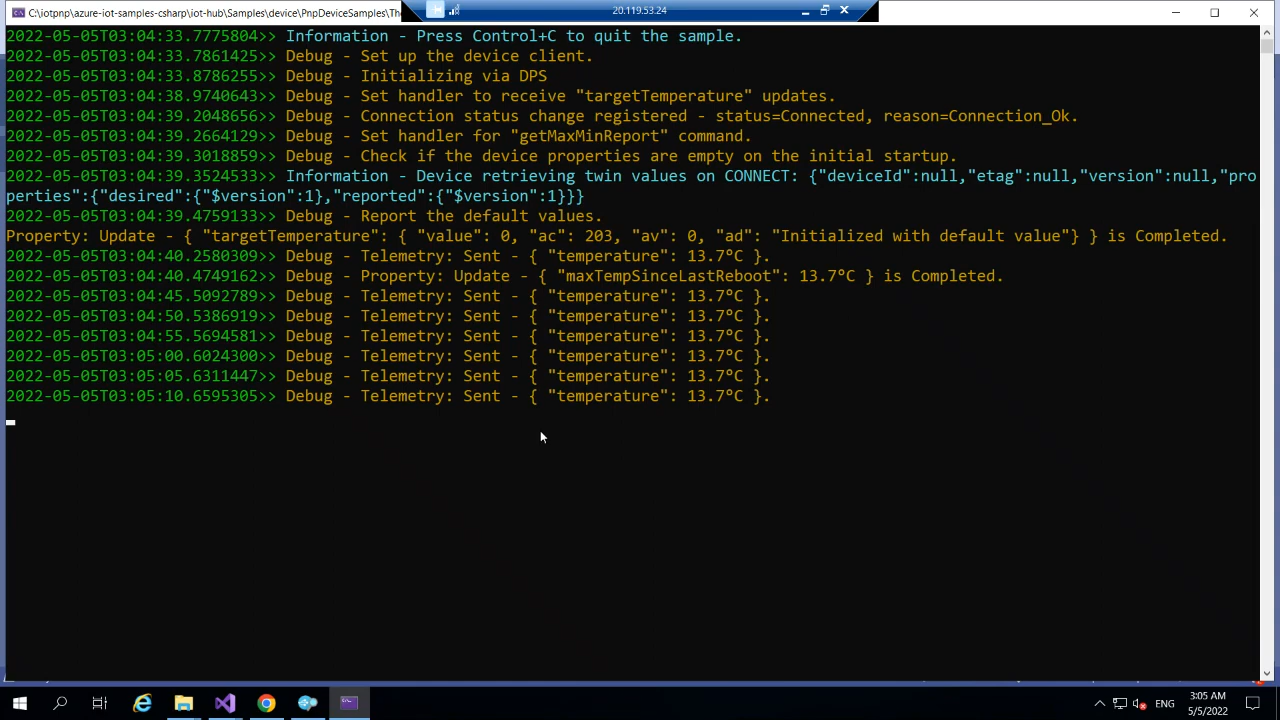 C:\iotpnp\azure-iot-samples-csharp\iot-hub\Samples\device\PnpDeviceSamples\The
20.119.53.24
2022-05-05T03:04:33.7775804>> Information - Press Control+C to quit the sample.
2022-05-05T03:04:33.7861425>> Debug - Set up the device client.
2022-05-05T03:04:33.8786255>> Debug - Initializing via DPS
2022-05-05T03:04:38.9740643>> Debug - Set handler to receive "targetTemperature" updates.
2022-05-05T03:04:39.2048656>> Debug - Connection status change registered - status=Connected, reason=Connection_Ok.
2022-05-05T03:04:39.2664129>> Debug - Set handler for "getMaxMinReport" command.
2022-05-05T03:04:39.3018859>> Debug - Check if the device properties are empty on the initial startup.
2022-05-05T03:04:39.3524533>> Information - Device retrieving twin values on CONNECT: {"deviceId":null,"etag":null,"version":null,"pro
perties":{"desired":{"$version":1},"reported":{"$version":1}}}
2022-05-05T03:04:39.4759133>> Debug - Report the default values.
Property: Update - { "targetTemperature": { "value": 0, "ac": 203, "av": 0, "ad": "Initialized with default value"} } is Completed.
2022-05-05T03:04:40.2580309>> Debug - Telemetry: Sent - { "temperature": 13.7°C }.
2022-05-05T03:04:40.4749162>> Debug - Property: Update - { "maxTempSinceLastReboot": 13.7°C } is Completed.
2022-05-05T03:04:45.5092789>> Debug - Telemetry: Sent - { "temperature": 13.7°C }.
2022-05-05T03:04:50.5386919>> Debug - Telemetry: Sent - { "temperature": 13.7°C }.
2022-05-05T03:04:55.5694581>> Debug - Telemetry: Sent - { "temperature": 13.7°C }.
2022-05-05T03:05:00.6024300>> Debug - Telemetry: Sent - { "temperature": 13.7°C }.
2022-05-05T03:05:05.6311447>> Debug - Telemetry: Sent - { "temperature": 13.7°C }.
2022-05-05T03:05:10.6595305>> Debug - Telemetry: Sent - { "temperature": 13.7°C }.
ENG
3:05 AM
5/5/2022